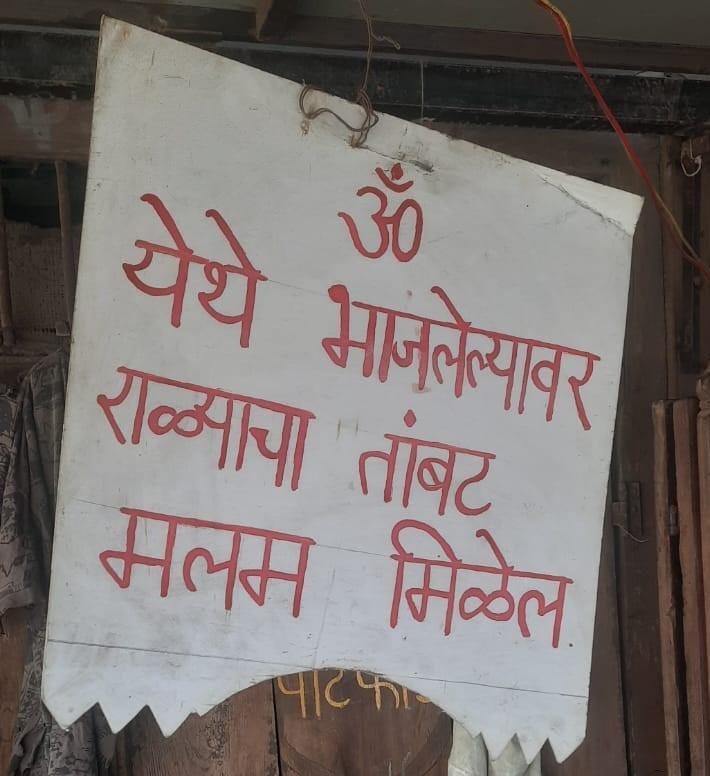 ॐ
येथे भाजलेल्यावर
राळ्याचा तांबट
मलम मिळेल